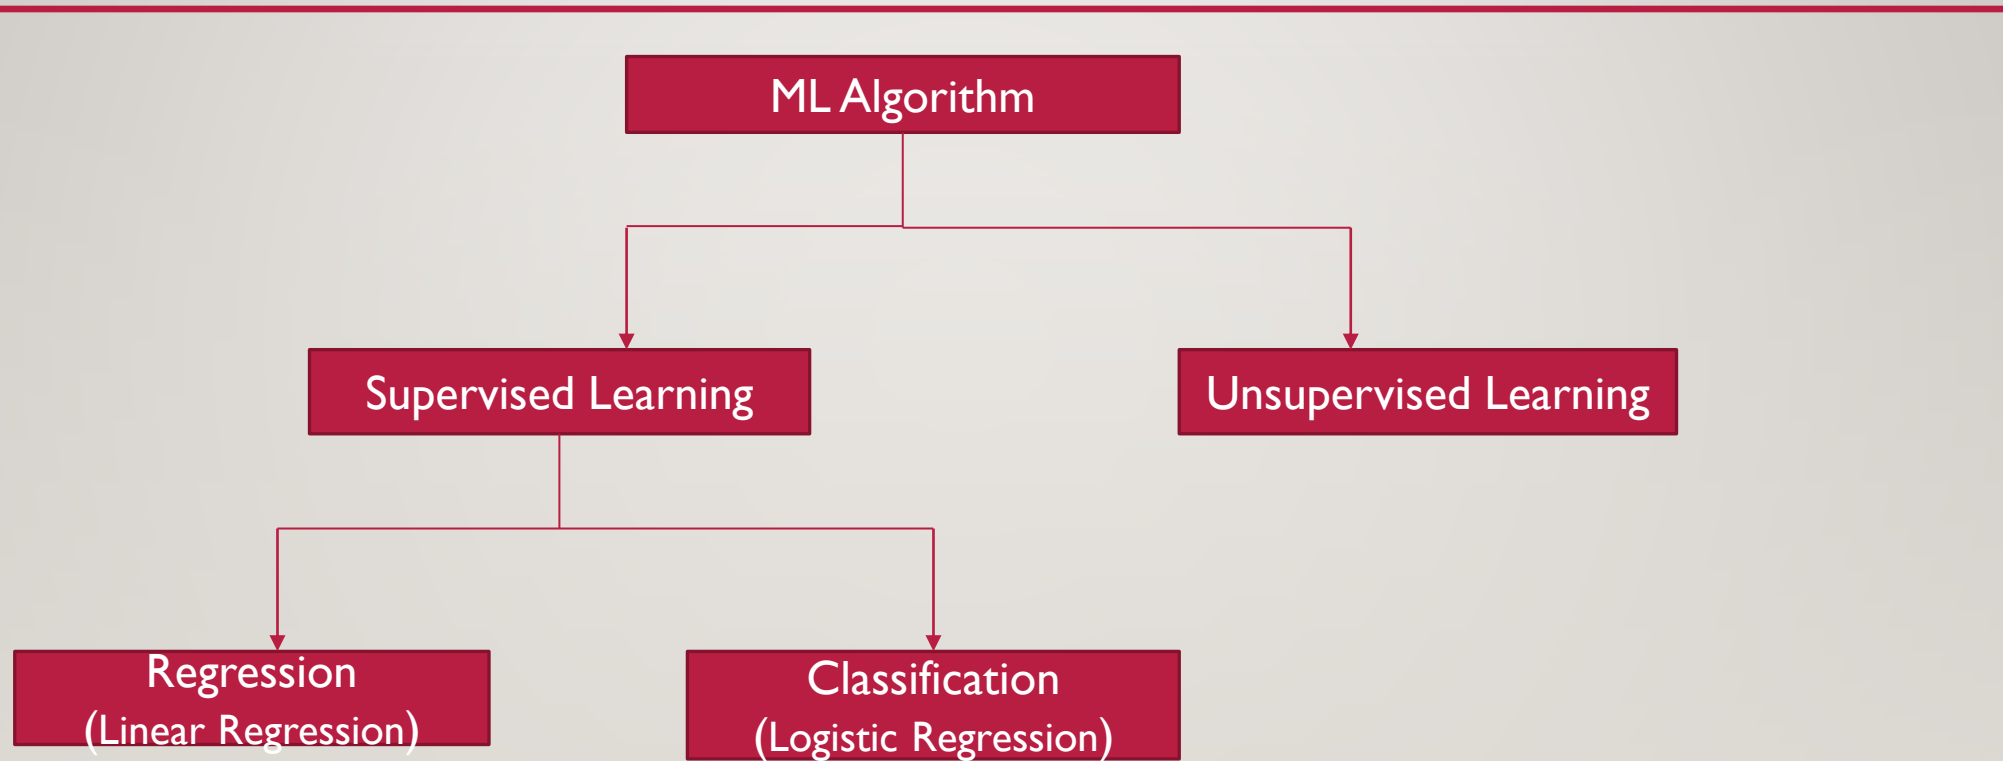 ML Algorithm
Supervised Learning
Unsupervised Learning
Regression
(Linear Regression)
Classification
(Logistic Regression)